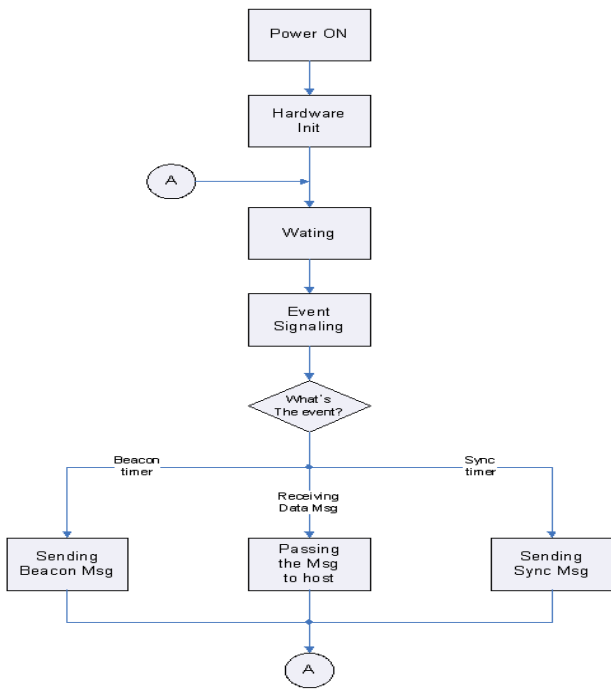 Power ON
Hardware
Init
A
Wating
Event
Signaling
What's
The event?
Beacon
timer
Sync
timer
Receiving
Data Msg
Sending
Beacon Msg
Passing
the Msg
to host
Sending
Sync Msg
A